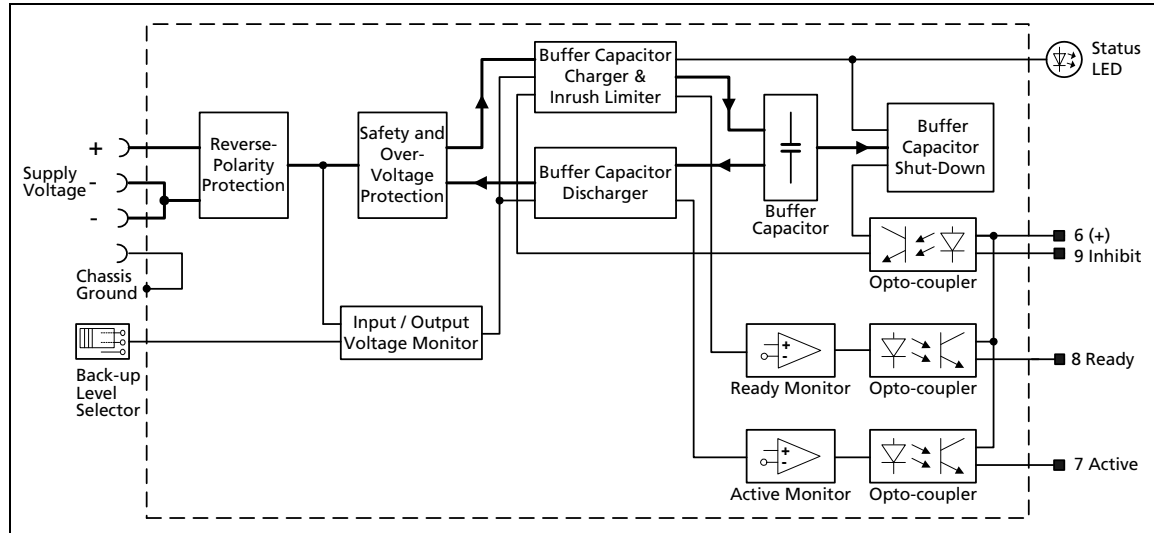 Supply
Voltage
+
-
-
Chassis
Ground
Back-up
Level
Selector
Reverse-
Polarity
Protection
Safety and
Over-
Voltage
Protection
Input / Output
Voltage Monitor
Buffer Capacitor
Charger &
Inrush Limiter
Buffer Capacitor
Discharger
Buffer
Capacitor
Buffer
Capacitor
Shut-Down
Status
LED
Opto-coupler
6 (+)
9 Inhibit
+
-
Ready Monitor
Opto-coupler
8 Ready
+
-
Active Monitor
Opto-coupler
7 Active